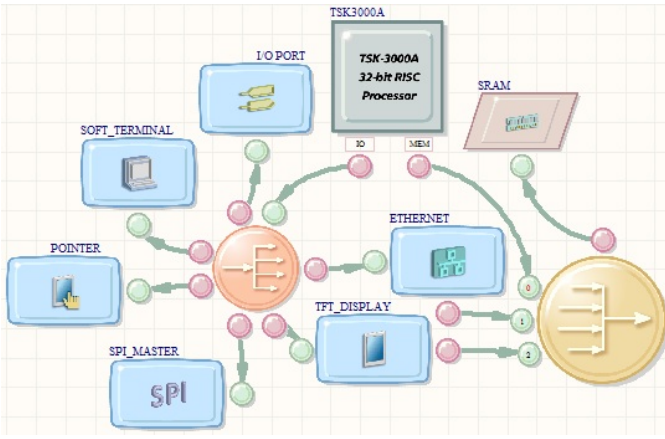 TSK3000A
I/O PORT
TSK-3000A
32-bit RISC
Processor
SRAM
IO
MEM
SOFT_TERMINAL
ETHERNET
POINTER
0
TFT_DISPLAY
1
SPI_MASTER
2
SPI